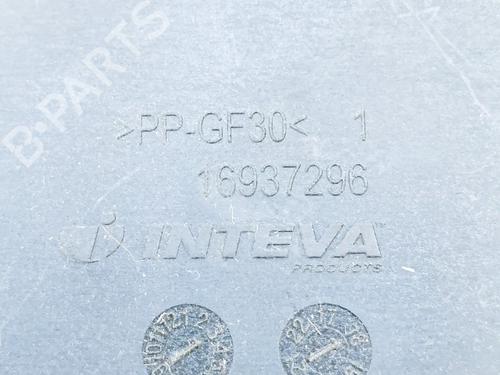 B-PARTS
>PP-GF30< 1
16937296
INTEVA
PRODUCTS